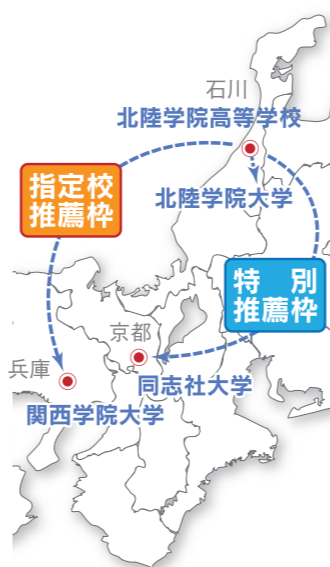 石川
北陸学院高等学校
指定校
推薦枠
北陸学院大学
特 別
推薦枠
京都
兵庫
同志社大学
関西学院大学